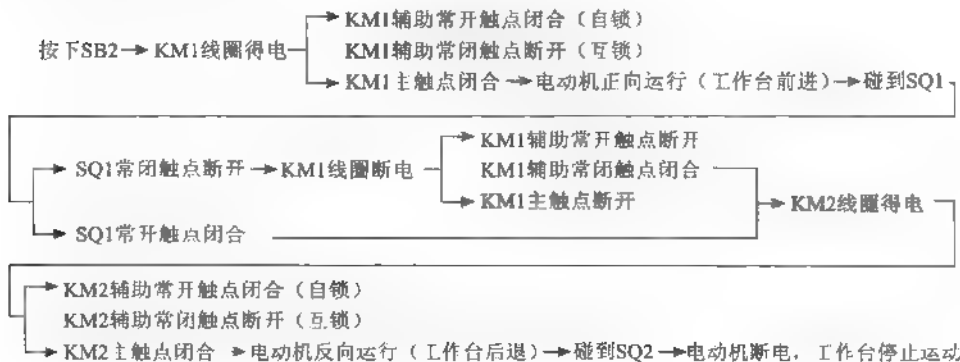 KM1辅助常开触点闭合（自锁）
按下SB2→KM1线圈得电 KM1辅助常闭触点断开（互锁）
KM1主触点闭合→电动机正向运行（工作台前进）→碰到SQ1
KM1辅助常开触点断开
SQ1常闭触点断开→KM1线圈断电 KM1辅助常闭触点闭合
KM1主触点断开 KM2线圈得电
SQ1常开触点闭合
KM2辅助常开触点闭合（自锁）
KM2辅助常闭触点断开（互锁）
KM2主触点闭合→电动机反向运行（工作台后退）→碰到SQ2→电动机断电，工作台停止运动